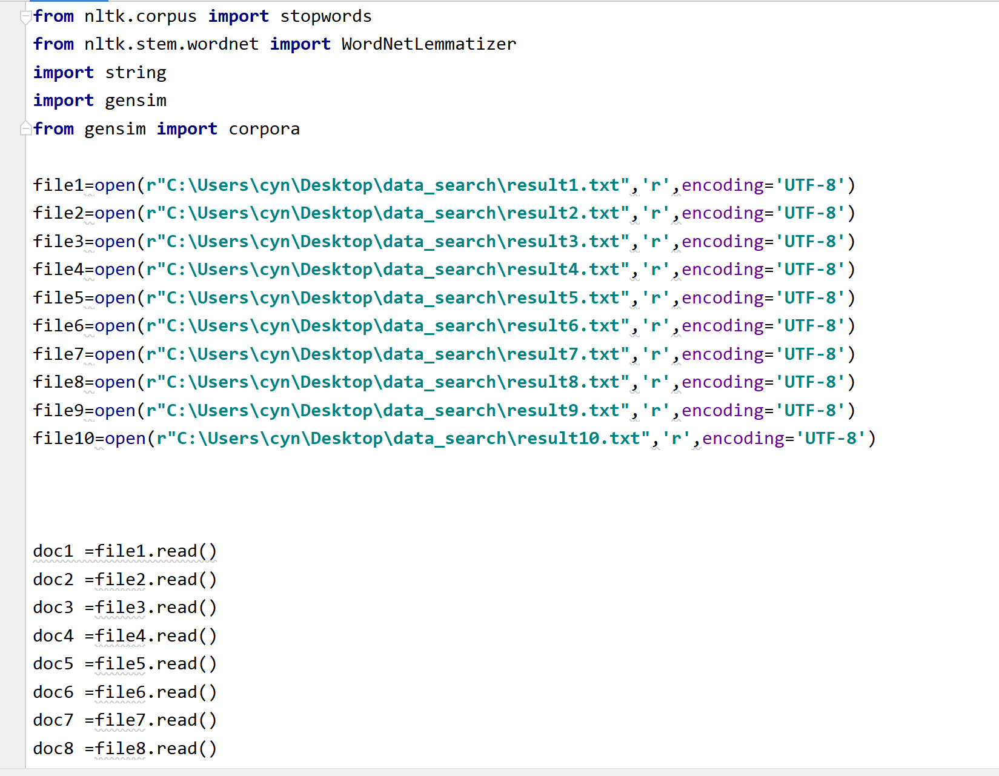 from nltk.corpus import stopwords
from nltk.stem.wordnet import WordNetLemmatizer
import string
import gensim
from gensim import corpora
file1=open(r"C:\Users\cyn\Desktop\data_search\result1.txt",'r',encoding='UTF-8')
file2=open(r"C:\Users\cyn\Desktop\data_search\result2.txt",'r',encoding='UTF-8')
file3=open(r"C:\Users\cyn\Desktop\data_search\result3.txt",'r',encoding='UTF-8')
file4=open(r"C:\Users\cyn\Desktop\data_search\result4.txt",'r',encoding='UTF-8')
file5=open(r"C:\Users\cyn\Desktop\data_search\result5.txt",'r',encoding='UTF-8')
file6=open(r"C:\Users\cyn\Desktop\data_search\result6.txt",'r',encoding='UTF-8')
file7=open(r"C:\Users\cyn\Desktop\data_search\result7.txt",'r',encoding='UTF-8')
file8=open(r"C:\Users\cyn\Desktop\data_search\result8.txt",'r',encoding='UTF-8')
file9=open(r"C:\Users\cyn\Desktop\data_search\result9.txt",'r',encoding='UTF-8')
file10=open(r"C:\Users\cyn\Desktop\data_search\result10.txt",'r',encoding='UTF-8')
doc1 =file1.read()
doc2 =file2.read()
doc3 =file3.read()
doc4 =file4.read()
doc5 =file5.read()
doc6 =file6.read()
doc7 =file7.read()
doc8 =file8.read()